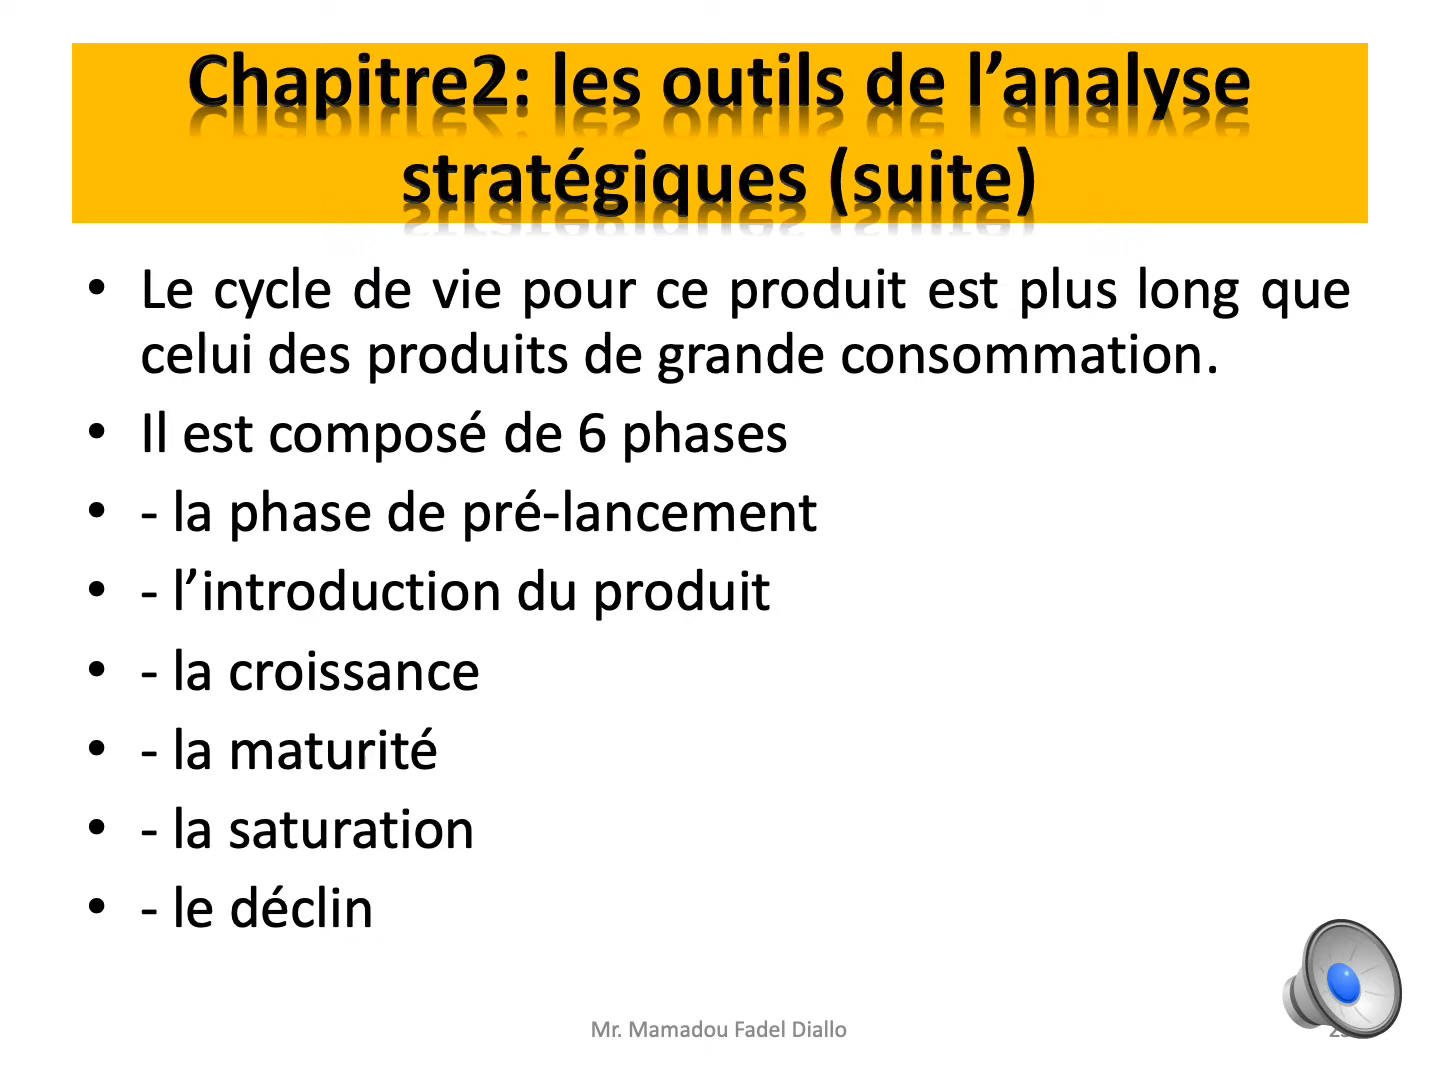 Chapitre2: les outils de l’analyse
stratégiques (suite)
• Le cycle de vie pour ce produit est plus long que
celui des produits de grande consommation.
• Il est composé de 6 phases
• - la phase de pré-lancement
• - l’introduction du produit
• - la croissance
• - la maturité
• - la saturation
• - le déclin
Mr. Mamadou Fadel Diallo